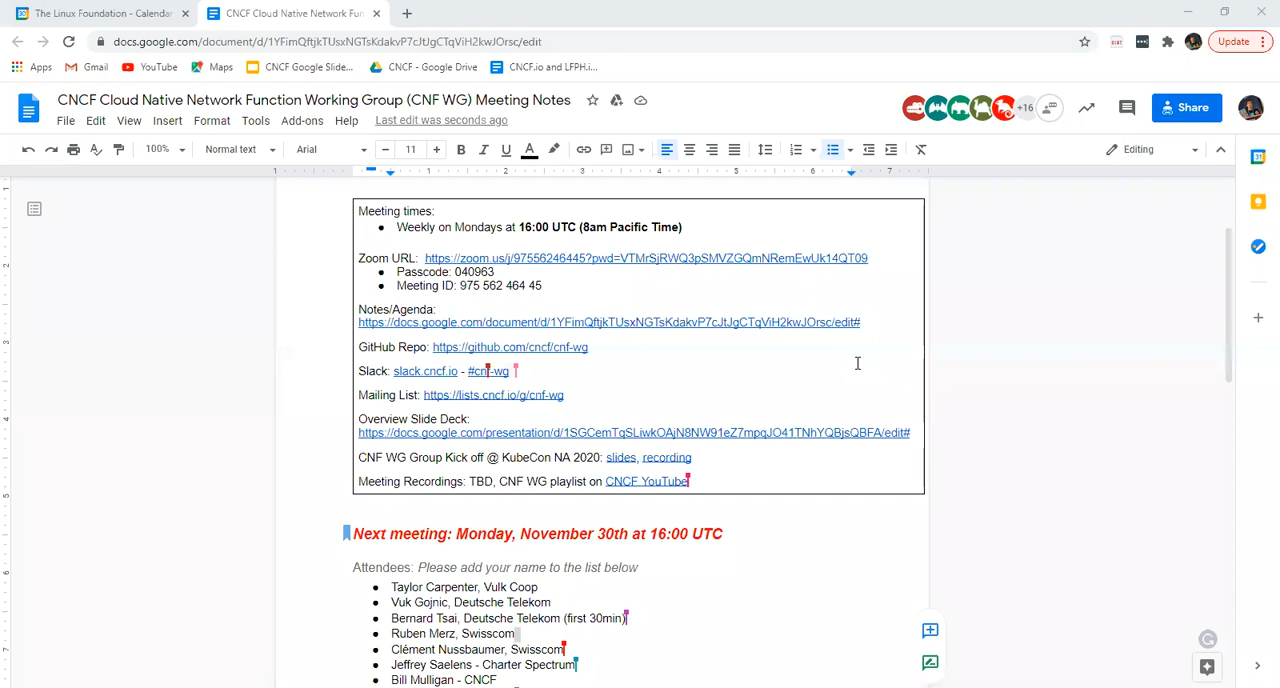 The Linux Foundation - Calenda
CNCF Cloud Native Network Fun
docs.google.com/document/d/1YFimQftjkTUsxNGTsKdakvP7cJtJgCTqViH2kwJOrsc/edit
Update
Apps
Gmail
YouTube
Maps
CNCF Google Slide...
CNCF - Google Drive
CNCF.io and LFPH.i...
CNCF Cloud Native Network Function Working Group (CNF WG) Meeting Notes
+16
Share
File Edit View Insert Format Tools Add-ons Help Last edit was seconds ago
100% Normal text Arial 11 B I U A Editing
1 1 2 3 4 5 6 7
Meeting times:
● Weekly on Mondays at 16:00 UTC (8am Pacific Time)
Zoom URL: https://zoom.us/j/97556246445?pwd=VTMrSjRWQ3pSMVZGQmNRemEwUk14QT09
● Passcode: 040963
● Meeting ID: 975 562 464 45
Notes/Agenda:
https://docs.google.com/document/d/1YFimQftjkTUsxNGTsKdakvP7cJtJgCTqViH2kwJOrsc/edit#
GitHub Repo: https://github.com/cncf/cnf-wg
Slack: slack.cncf.io - #cnf-wg
Mailing List: https://lists.cncf.io/g/cnf-wg
Overview Slide Deck:
https://docs.google.com/presentation/d/1SGCemTqSLiwkOAjN8NW91eZ7mpqJO41TNhYQBjsQBFA/edit#
CNF WG Group Kick off @ KubeCon NA 2020: slides, recording
Meeting Recordings: TBD, CNF WG playlist on CNCF YouTube
Next meeting: Monday, November 30th at 16:00 UTC
Attendees: Please add your name to the list below
● Taylor Carpenter, Vulk Coop
● Vuk Gojnic, Deutsche Telekom
● Bernard Tsai, Deutsche Telekom (first 30min)
● Ruben Merz, Swisscom
● Clément Nussbaumer, Swisscom
● Jeffrey Saelens - Charter Spectrum
● Bill Mulligan - CNCF